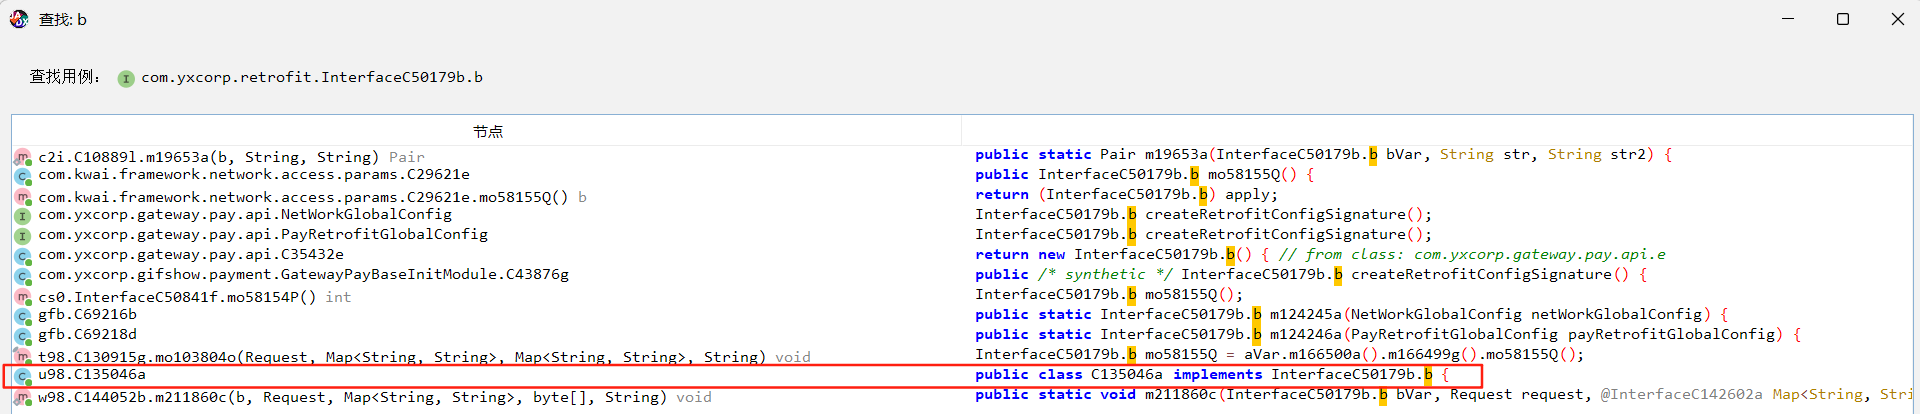 查找: b
查找用例: I com.yxcorp.retrofit.InterfaceC50179b.b
节点
c2i.C10889l.m19653a(b, String, String) Pair public static Pair m19653a(InterfaceC50179b.b bVar, String str, String str2) {
com.kwai.framework.network.access.params.C29621e public InterfaceC50179b.b mo58155Q() {
com.kwai.framework.network.access.params.C29621e.mo58155Q() b return (InterfaceC50179b.b) apply;
com.yxcorp.gateway.pay.api.NetWorkGlobalConfig InterfaceC50179b.b createRetrofitConfigSignature();
com.yxcorp.gateway.pay.api.PayRetrofitGlobalConfig InterfaceC50179b.b createRetrofitConfigSignature();
com.yxcorp.gateway.pay.api.C35432e return new InterfaceC50179b.b() { // from class: com.yxcorp.gateway.pay.api.e
com.yxcorp.gifshow.payment.GatewayPayBaseInitModule.C43876g public /* synthetic */ InterfaceC50179b.b createRetrofitConfigSignature() {
cs0.InterfaceC50841f.mo58154P() int InterfaceC50179b.b mo58155Q();
gfb.C69216b public static InterfaceC50179b.b m124245a(NetWorkGlobalConfig netWorkGlobalConfig) {
gfb.C69218d public static InterfaceC50179b.b m124246a(PayRetrofitGlobalConfig payRetrofitGlobalConfig) {
t98.C130915g.mo103804o(Request, Map<String, String>, Map<String, String>, String) void InterfaceC50179b.b mo58155Q = aVar.m166500a().m166499g().mo58155Q();
u98.C135046a public class C135046a implements InterfaceC50179b.b {
w98.C144052b.m211860c(b, Request, Map<String, String>, byte[], String) void public static void m211860c(InterfaceC50179b.b bVar, Request request, @InterfaceC142602a Map<String, Stri